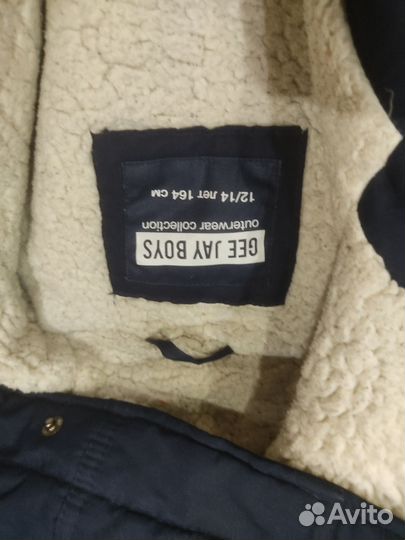 GEE JAY BOYS
outerwear collection
12/14 лет 164 см
Avito